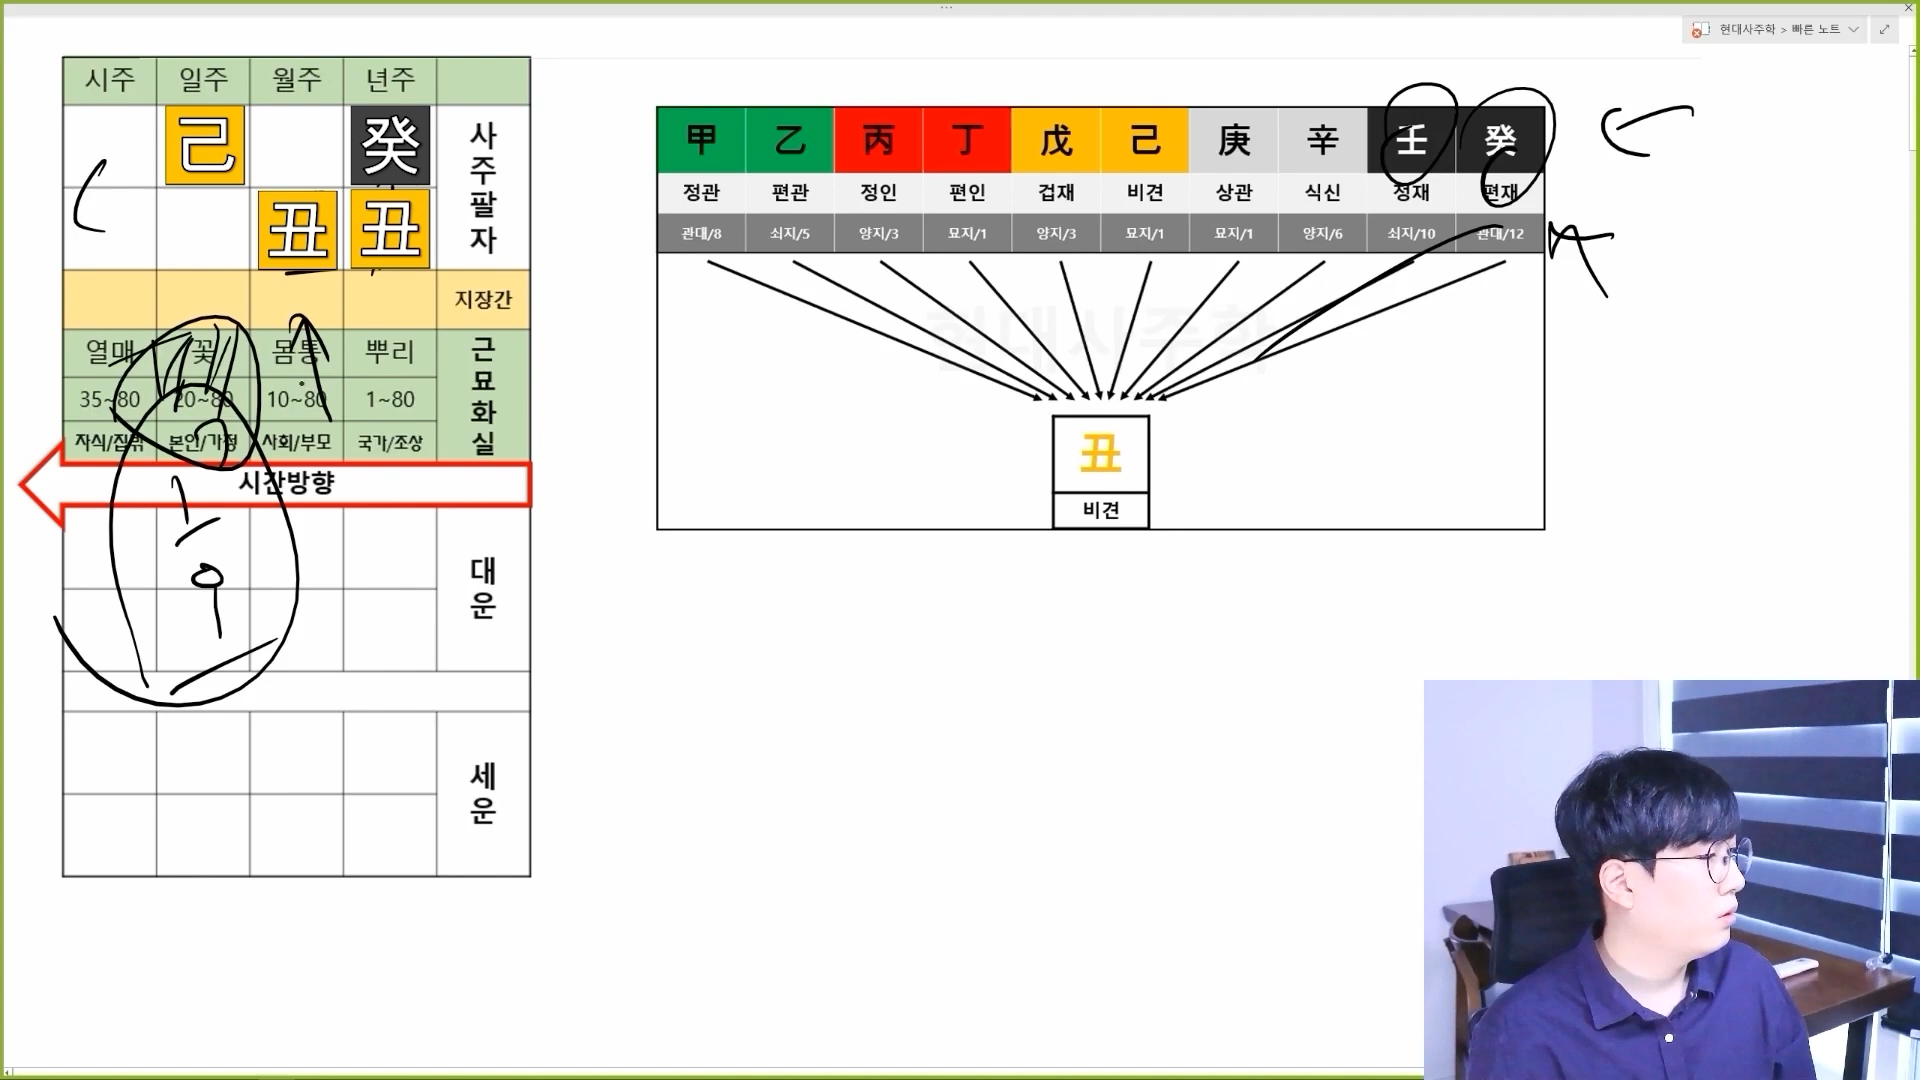 현대사주학 > 빠른 노트
시주 일주 월주 년주
己 癸
丑 丑
사주팔자
지장간
열매 꽃 몸통 뿌리
35~80 20~80 10~80 1~80
자식/집밖 본인/가정 사회/부모 국가/조상
근묘화실
시간방향
대운
세운
甲 乙 丙 丁 戊 己 庚 辛 壬 癸
정관 편관 정인 편인 겁재 비견 상관 식신 정재 편재
관대/8 쇠지/5 양지/3 묘지/1 양지/3 묘지/1 묘지/1 양지/6 쇠지/10 관대/12
현대사주학
丑
비견